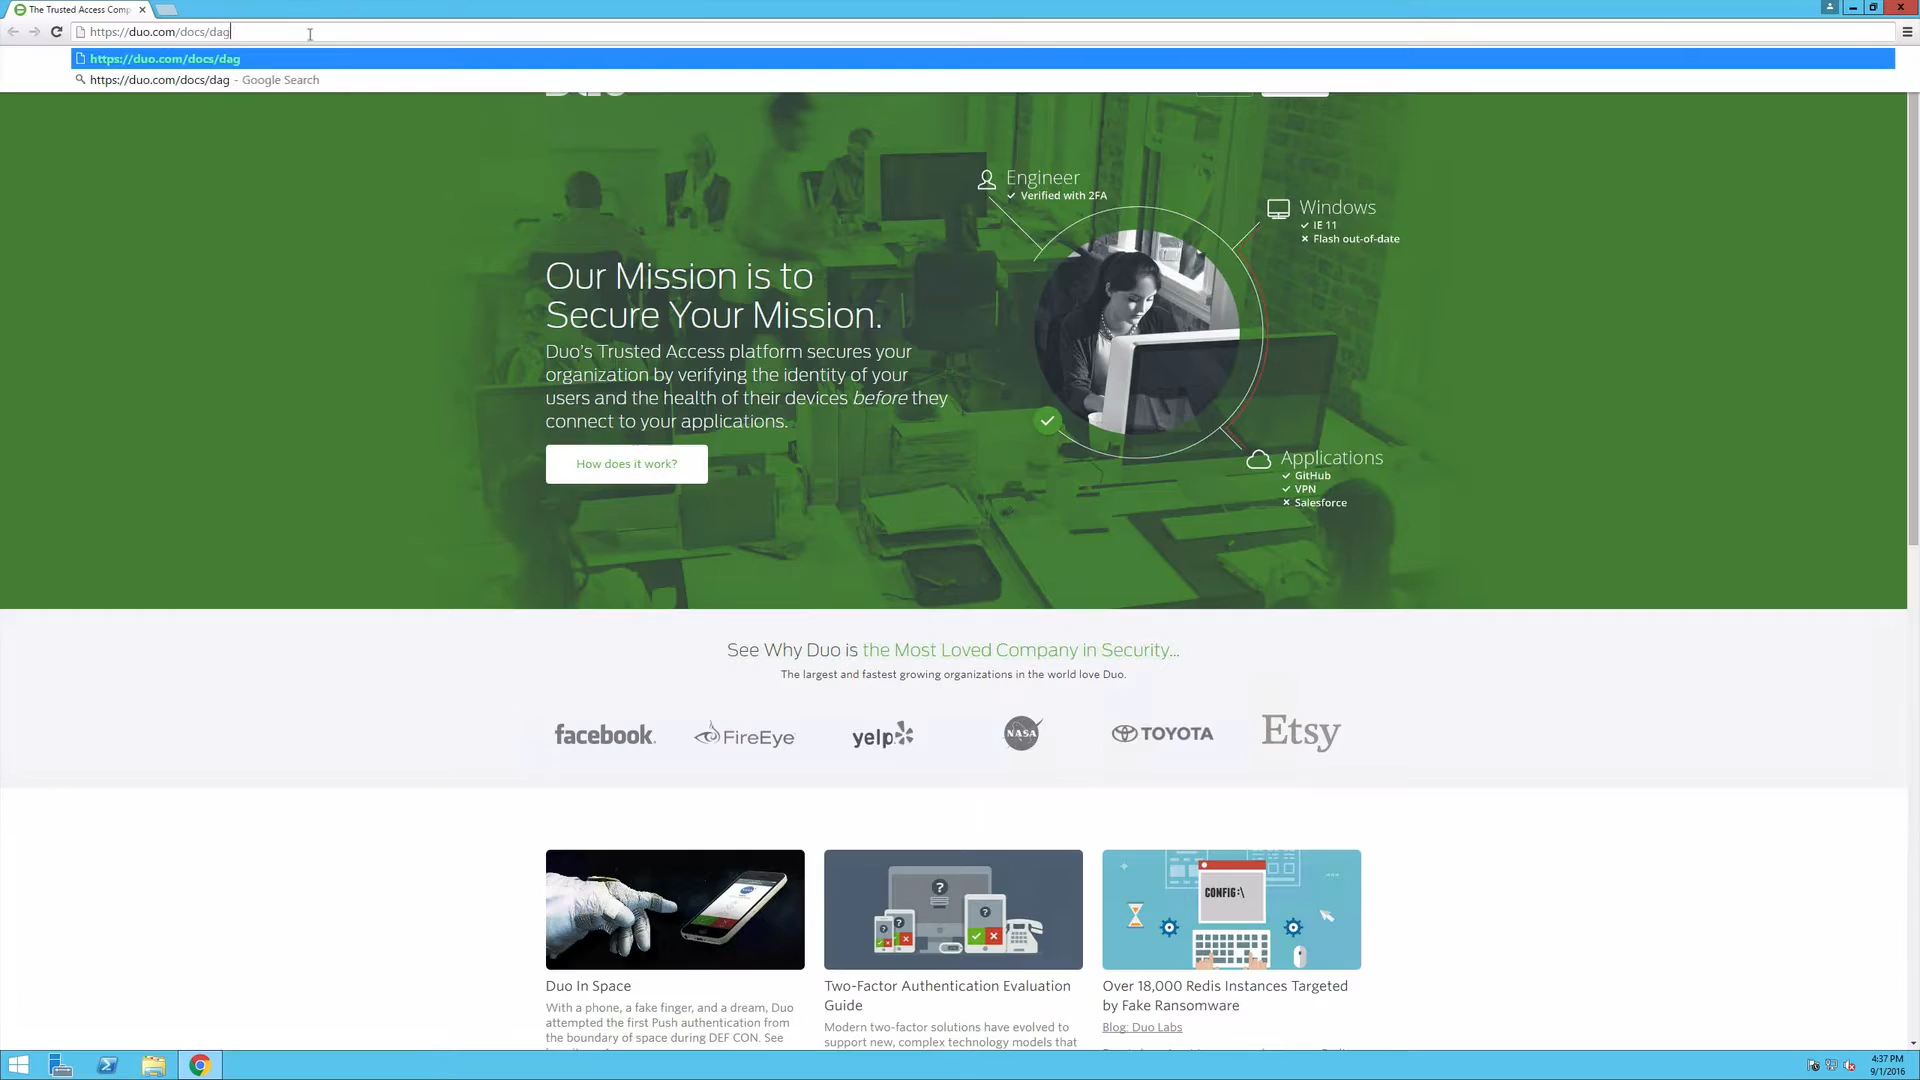 The Trusted Access Comp
https://duo.com/docs/dag
https://duo.com/docs/dag
https://duo.com/docs/dag - Google Search
Engineer
✓ Verified with 2FA
Windows
✓ IE 11
× Flash out-of-date
Our Mission is to
Secure Your Mission.
Duo's Trusted Access platform secures your
organization by verifying the identity of your
users and the health of their devices before they
connect to your applications.
How does it work?
Applications
✓ GitHub
✓ VPN
× Salesforce
See Why Duo is the Most Loved Company in Security...
The largest and fastest growing organizations in the world love Duo.
facebook.
FireEye
yelp
NASA
TOYOTA
Etsy
CONFIG:\
Duo In Space
With a phone, a fake finger, and a dream, Duo
attempted the first Push authentication from
the boundary of space during DEF CON. See
Two-Factor Authentication Evaluation
Guide
Modern two-factor solutions have evolved to
support new, complex technology models that
Over 18,000 Redis Instances Targeted
by Fake Ransomware
Blog: Duo Labs
4:37 PM
9/1/2016